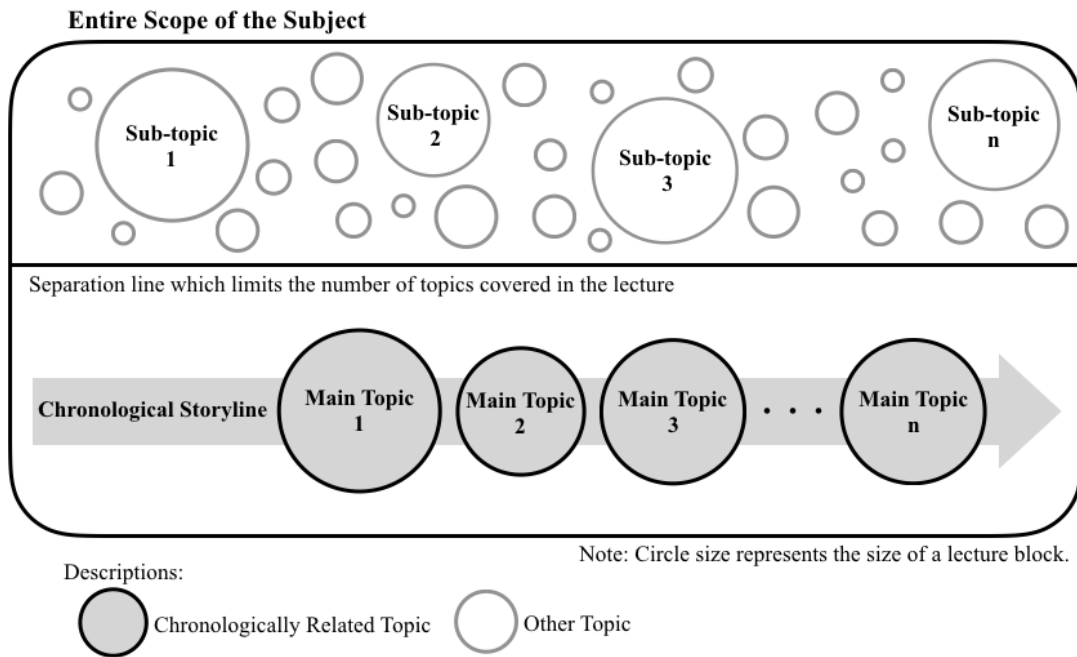 Entire Scope of the Subject
Sub-topic
1
Sub-topic
2
Sub-topic
3
Sub-topic
n
Separation line which limits the number of topics covered in the lecture
Chronological Storyline
Main Topic
1
Main Topic
2
Main Topic
3
. . .
Main Topic
n
Note: Circle size represents the size of a lecture block.
Descriptions:
Chronologically Related Topic
Other Topic